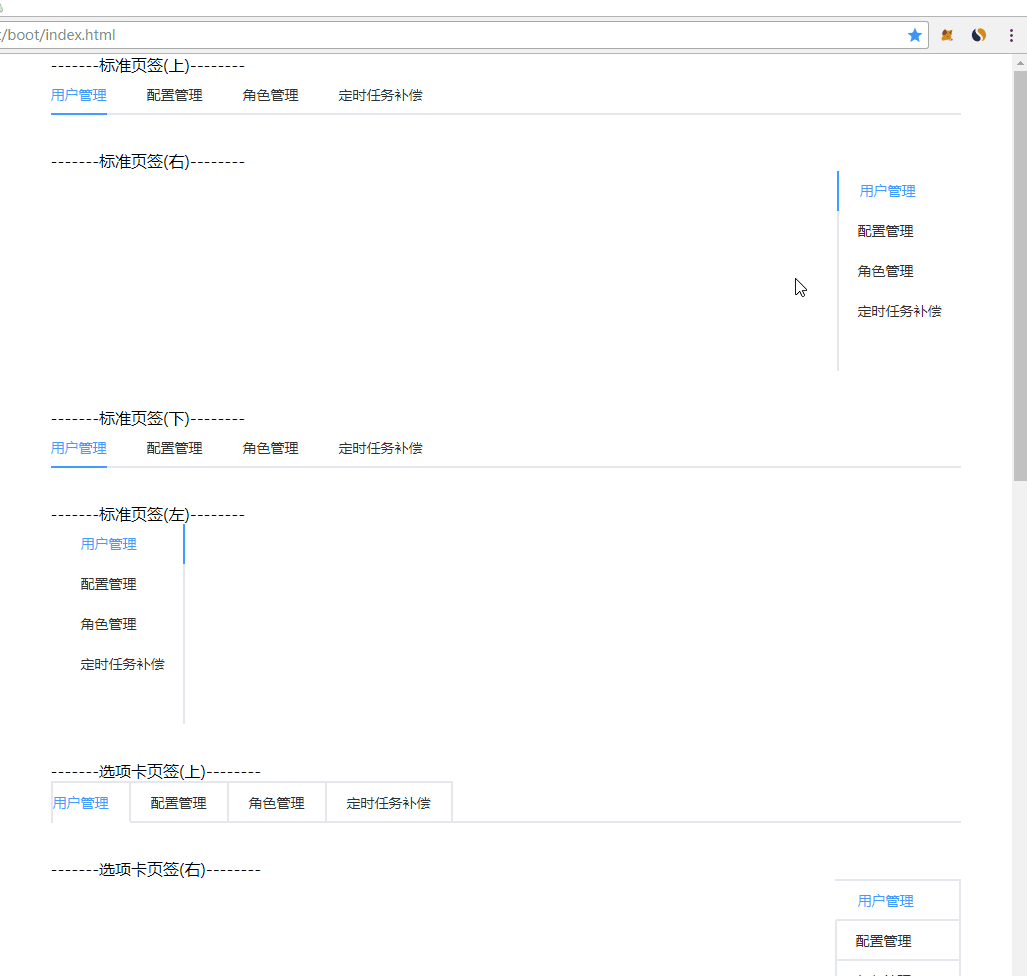 :/boot/index.html
-------标准页签(上)--------
用户管理 配置管理 角色管理 定时任务补偿
-------标准页签(右)--------
用户管理
配置管理
角色管理
定时任务补偿
-------标准页签(下)--------
用户管理 配置管理 角色管理 定时任务补偿
-------标准页签(左)--------
用户管理
配置管理
角色管理
定时任务补偿
-------选项卡页签(上)--------
用户管理 配置管理 角色管理 定时任务补偿
-------选项卡页签(右)--------
用户管理
配置管理